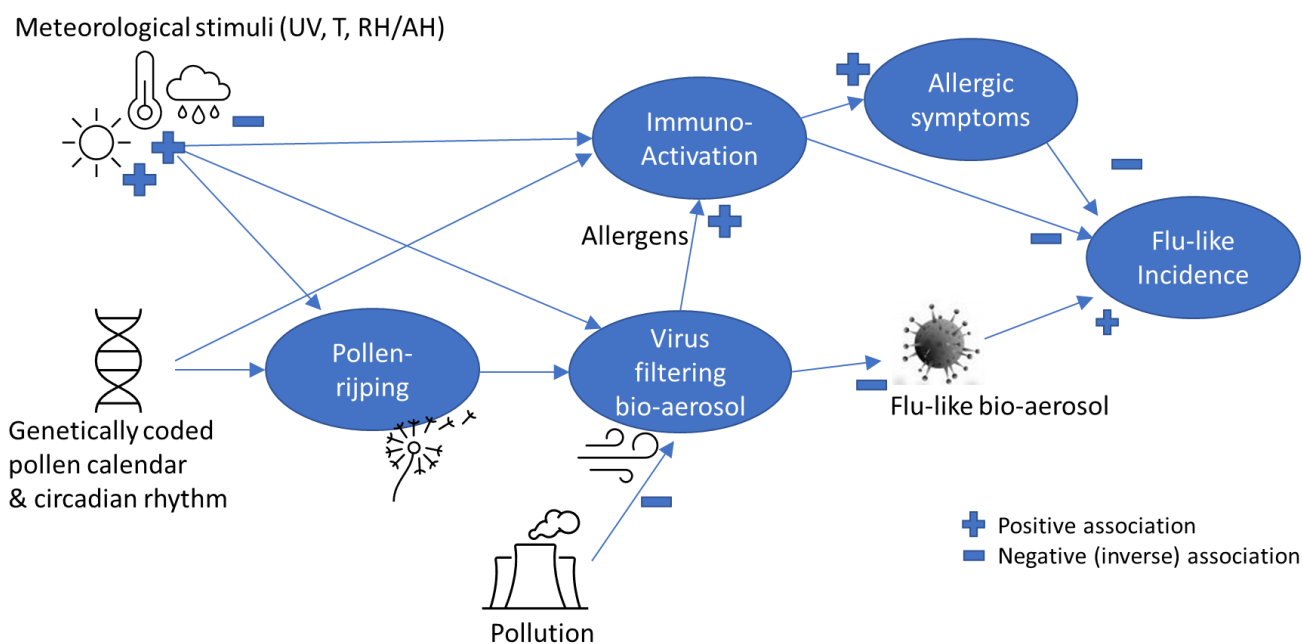 Meteorological stimuli (UV, T, RH/AH)
Immuno-
Activation
Allergic
symptoms
Allergens
Flu-like
Incidence
Pollen-
rijping
Virus
filtering
bio-aerosol
Flu-like bio-aerosol
Genetically coded
pollen calendar
& circadian rhythm
Pollution
Positive association
Negative (inverse) association